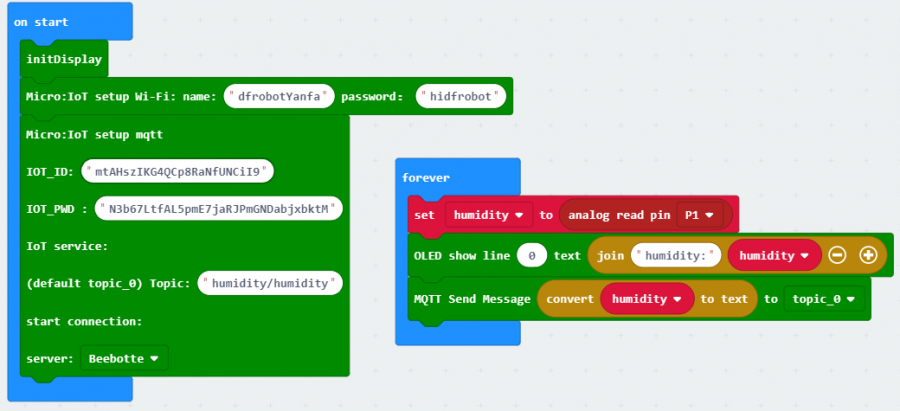 on start
initDisplay
Micro:IoT setup Wi-Fi: name: "dfrobotYanfa" password: "hidfrobot"
Micro:IoT setup mqtt
IOT_ID: "mtAHszIKG4QCp8RaNfUNCiI9"
IOT_PWD : "N3b67LtfAL5pmE7jaRJPmGNDabjxbktM"
IoT service:
(default topic_0) Topic: "humidity/humidity"
start connection:
server: Beebotte
forever
set humidity to analog read pin P1
OLED show line 0 text join "humidity:" humidity
MQTT Send Message convert humidity to text to topic_0